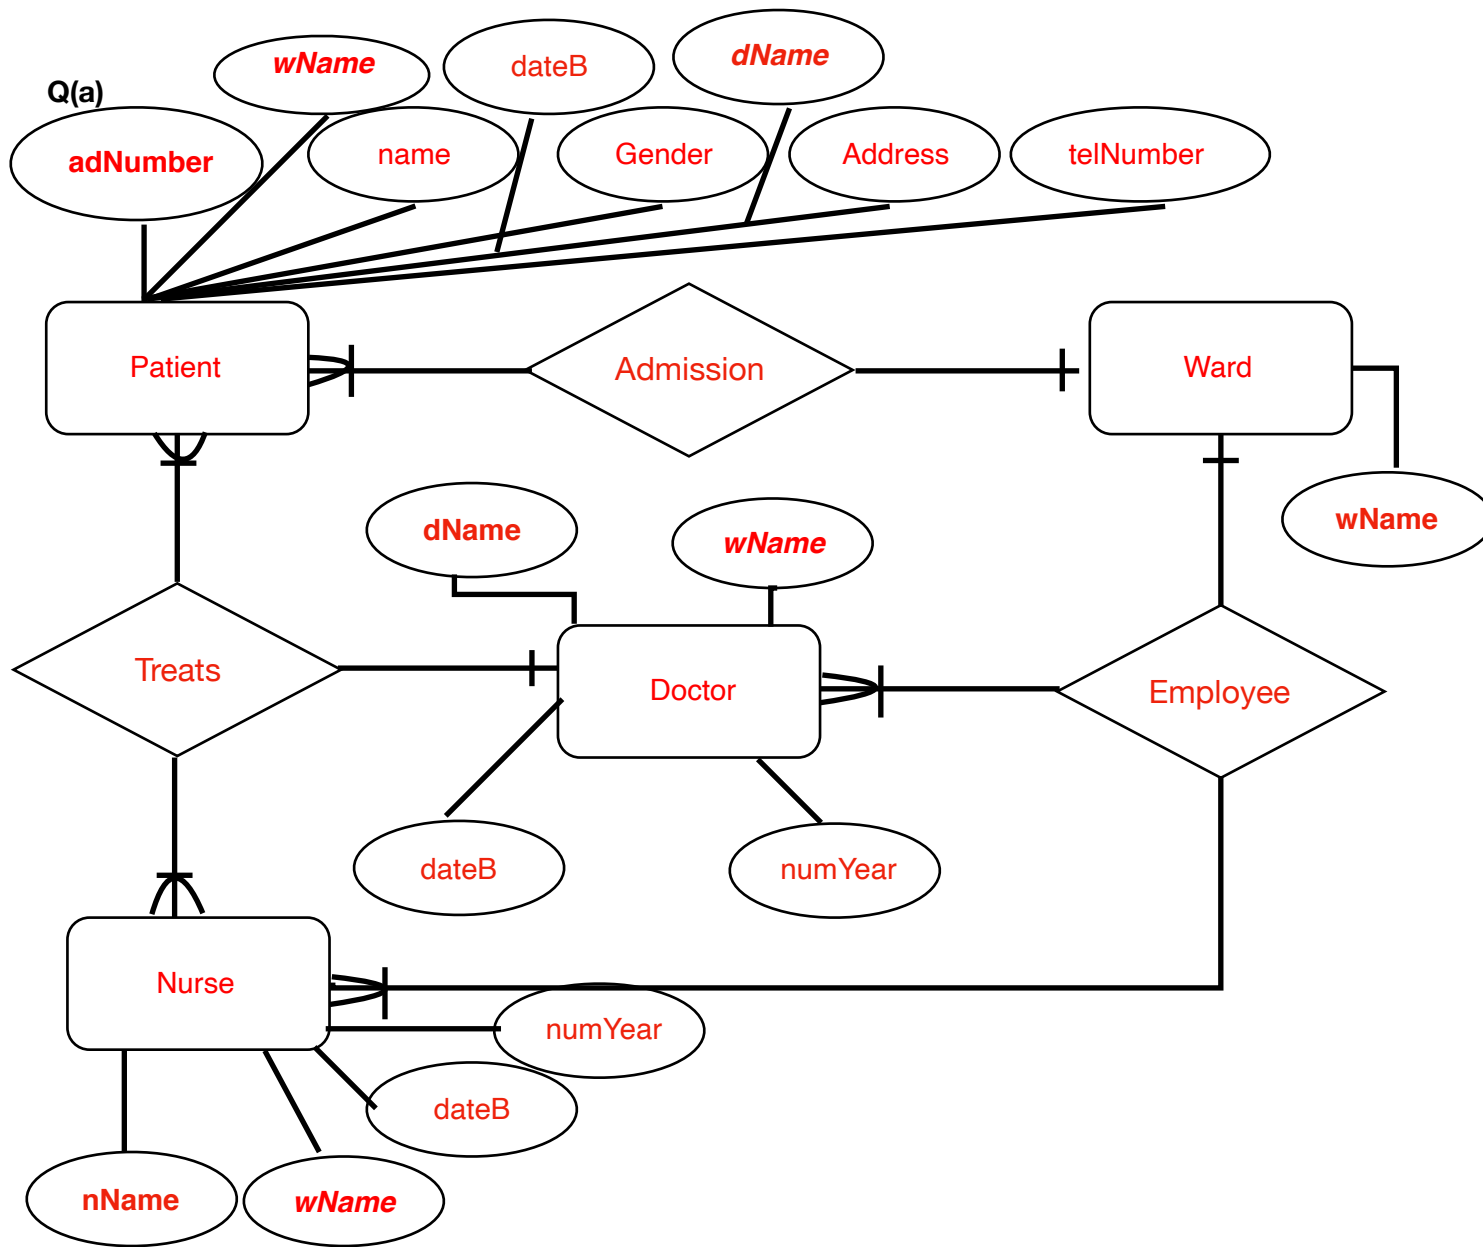 Q(a)
wName
dateB
dName
adNumber
name
Gender
Address
telNumber
Patient
Admission
Ward
dName
wName
wName
Treats
Doctor
Employee
dateB
numYear
Nurse
numYear
dateB
nName
wName